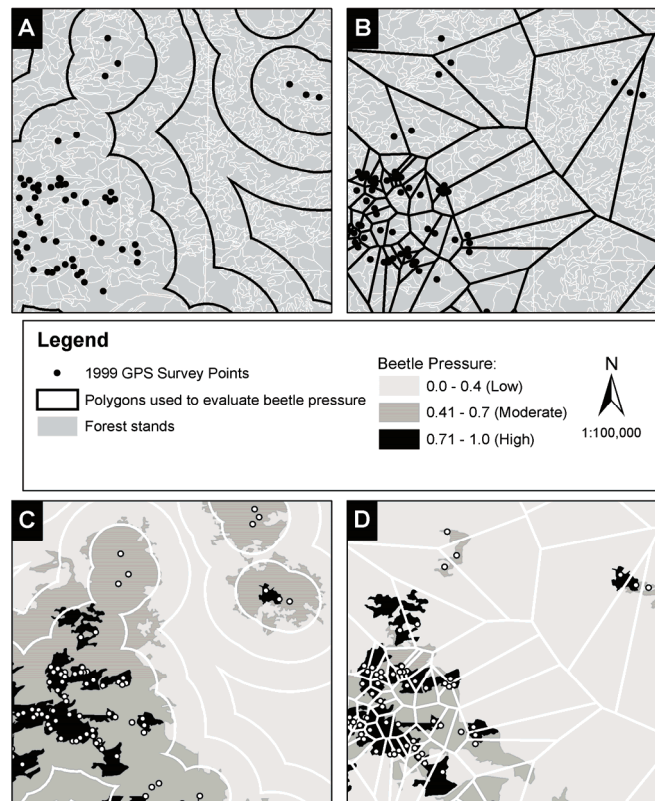 A
B
Legend
1999 GPS Survey Points
Polygons used to evaluate beetle pressure
Forest stands
Beetle Pressure:
0.0 - 0.4 (Low)
0.41 - 0.7 (Moderate)
0.71 - 1.0 (High)
N
1:100,000
C
D